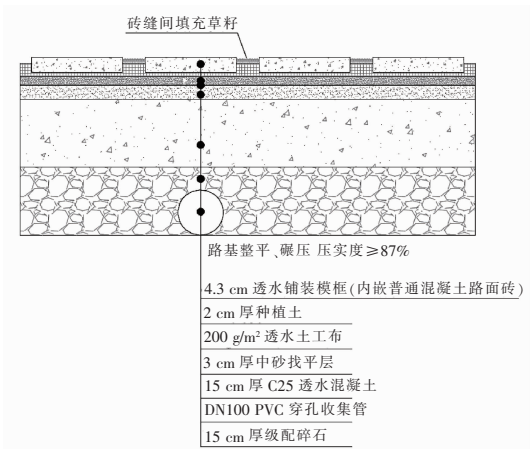 砖缝间填充草籽
路基整平、碾压 压实度≥87%
4.3 cm 透水铺装模框(内嵌普通混凝土路面砖)
2 cm 厚种植土
200 g/m² 透水土工布
3 cm 厚中砂找平层
15 cm 厚 C25 透水混凝土
DN100 PVC 穿孔收集管
15 cm 厚级配碎石